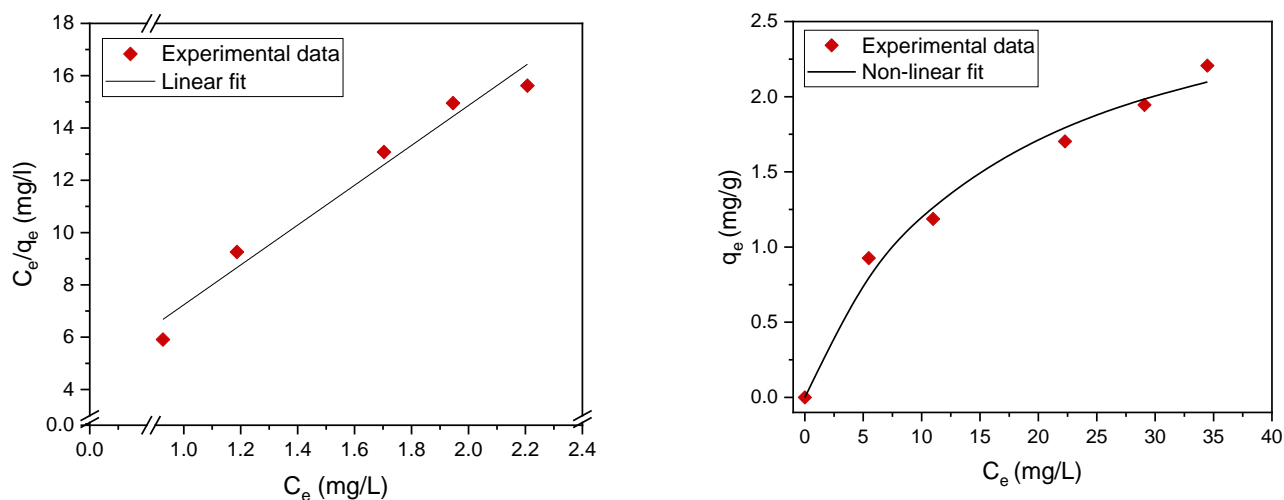 18
16
14
12
10
8
6
4
0.0
Cₑ/qₑ (mg/l)
Experimental data
Linear fit
0.0 1.0 1.2 1.4 1.6 1.8 2.0 2.2 2.4
Cₑ (mg/L)
2.5
2.0
1.5
1.0
0.5
0.0
qₑ (mg/g)
Experimental data
Non-linear fit
0 5 10 15 20 25 30 35 40
Cₑ (mg/L)